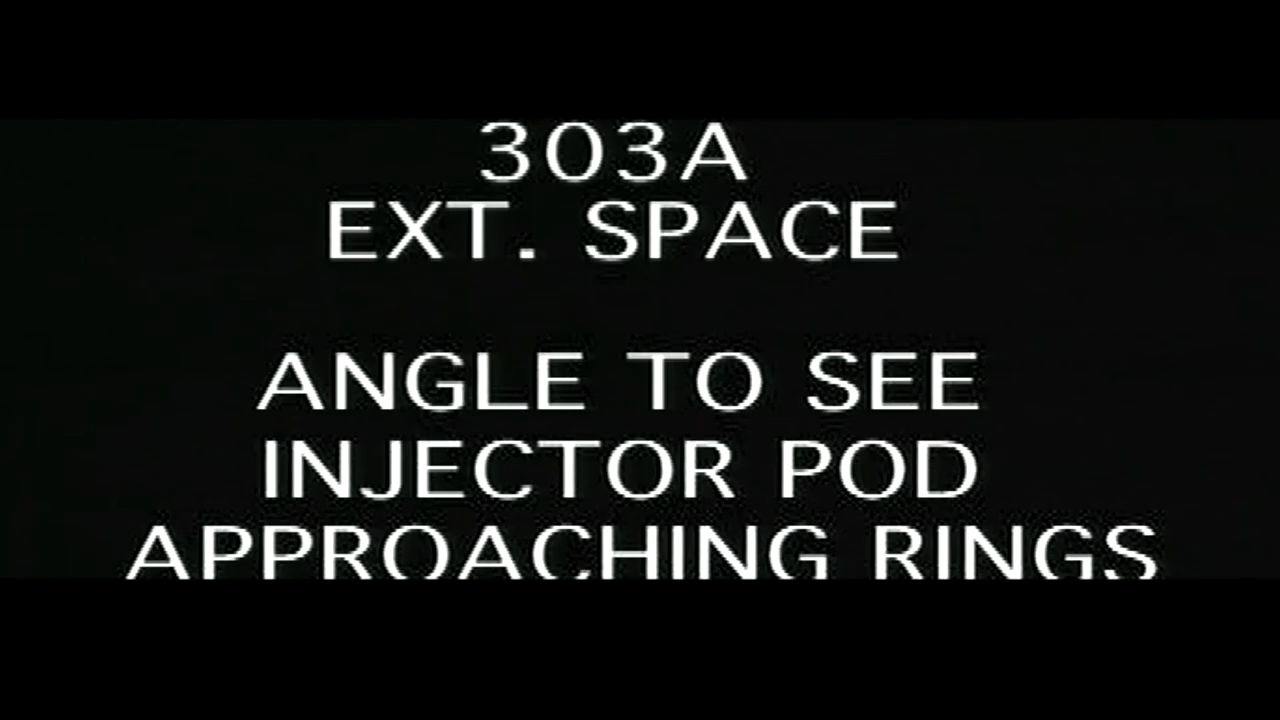 303A
EXT. SPACE
ANGLE TO SEE
INJECTOR POD
APPROACHING RINGS